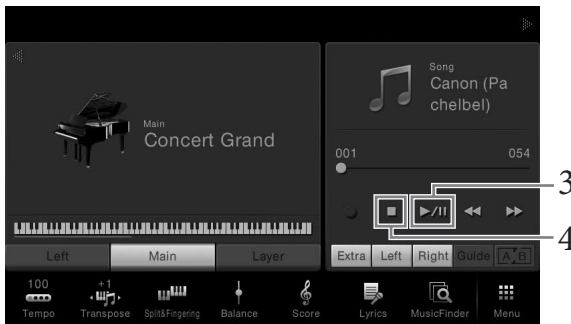 Main
Concert Grand
Song
Canon (Pa
chelbel)
001 054
3
4
Left Main Layer
Extra Left Right Guide A B
100
Tempo
+1
Transpose
Split&Fingering
Balance
Score
Lyrics
MusicFinder
Menu